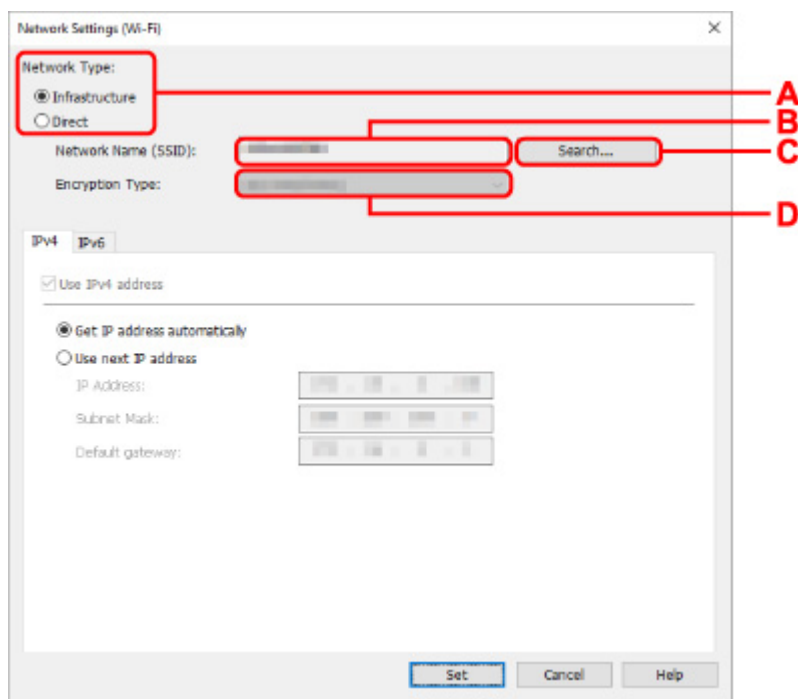 Network Settings (Wi-Fi)
Network Type:
Infrastructure
A
Direct
B
Network Name (SSID):
Search...
C
Encryption Type:
D
IPv4 IPv6
Use IPv4 address
Get IP address automatically
Use next IP address
IP Address:
Subnet Mask:
Default gateway:
Set Cancel Help